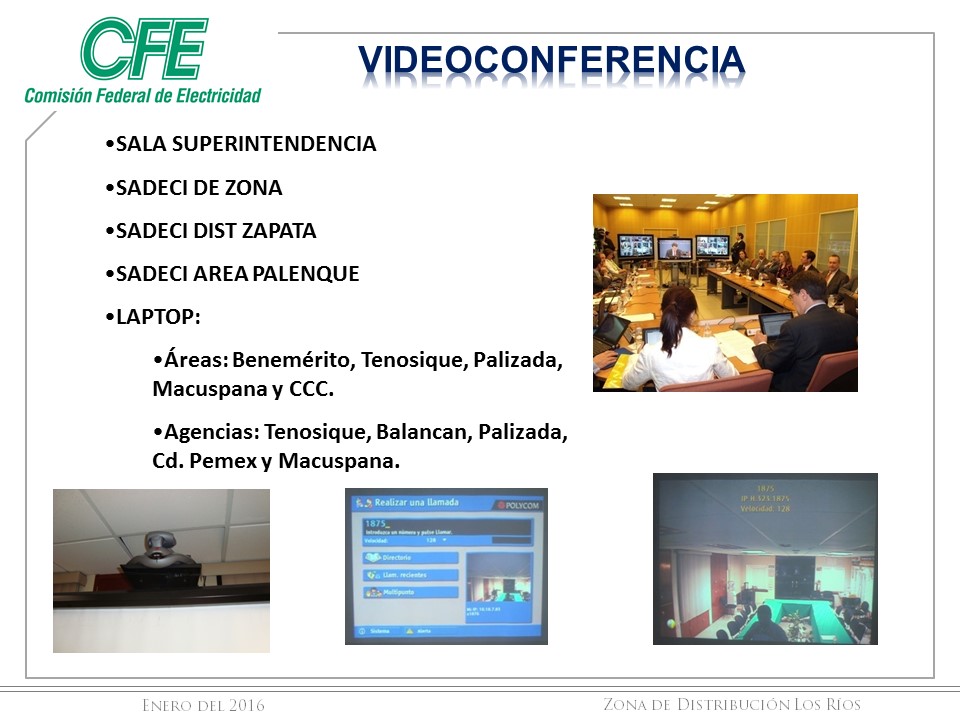 CFE
Comisión Federal de Electricidad
VIDEOCONFERENCIA
•SALA SUPERINTENDENCIA
•SADECI DE ZONA
•SADECI DIST ZAPATA
•SADECI AREA PALENQUE
•LAPTOP:
•Áreas: Benemérito, Tenosique, Palizada,
Macuspana y CCC.
•Agencias: Tenosique, Balancan, Palizada,
Cd. Pemex y Macuspana.
Realizar una llamada
POLYCOM
1875_
Introduzca un número y pulse Llamar.
Velocidad: 128
Directorio
Llam. recientes
Multipunto
Sistema
1875
IP H.323:1875
Velocidad: 128
ENERO DEL 2016
ZONA DE DISTRIBUCIÓN LOS RÍOS